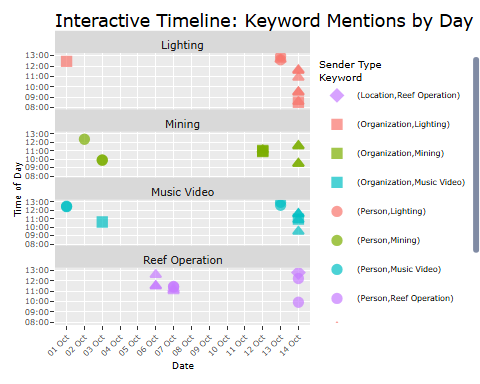 Interactive Timeline: Keyword Mentions by Day
Lighting
13:00
12:00
11:00
10:00
09:00
08:00
Mining
13:00
12:00
11:00
10:00
09:00
08:00
Music Video
13:00
12:00
11:00
10:00
09:00
08:00
Reef Operation
13:00
12:00
11:00
10:00
09:00
08:00
Time of Day
01 Oct
02 Oct
03 Oct
04 Oct
05 Oct
06 Oct
07 Oct
08 Oct
09 Oct
10 Oct
11 Oct
12 Oct
13 Oct
14 Oct
Date
Sender Type
Keyword
(Location,Reef Operation)
(Organization,Lighting)
(Organization,Mining)
(Organization,Music Video)
(Person,Lighting)
(Person,Mining)
(Person,Music Video)
(Person,Reef Operation)